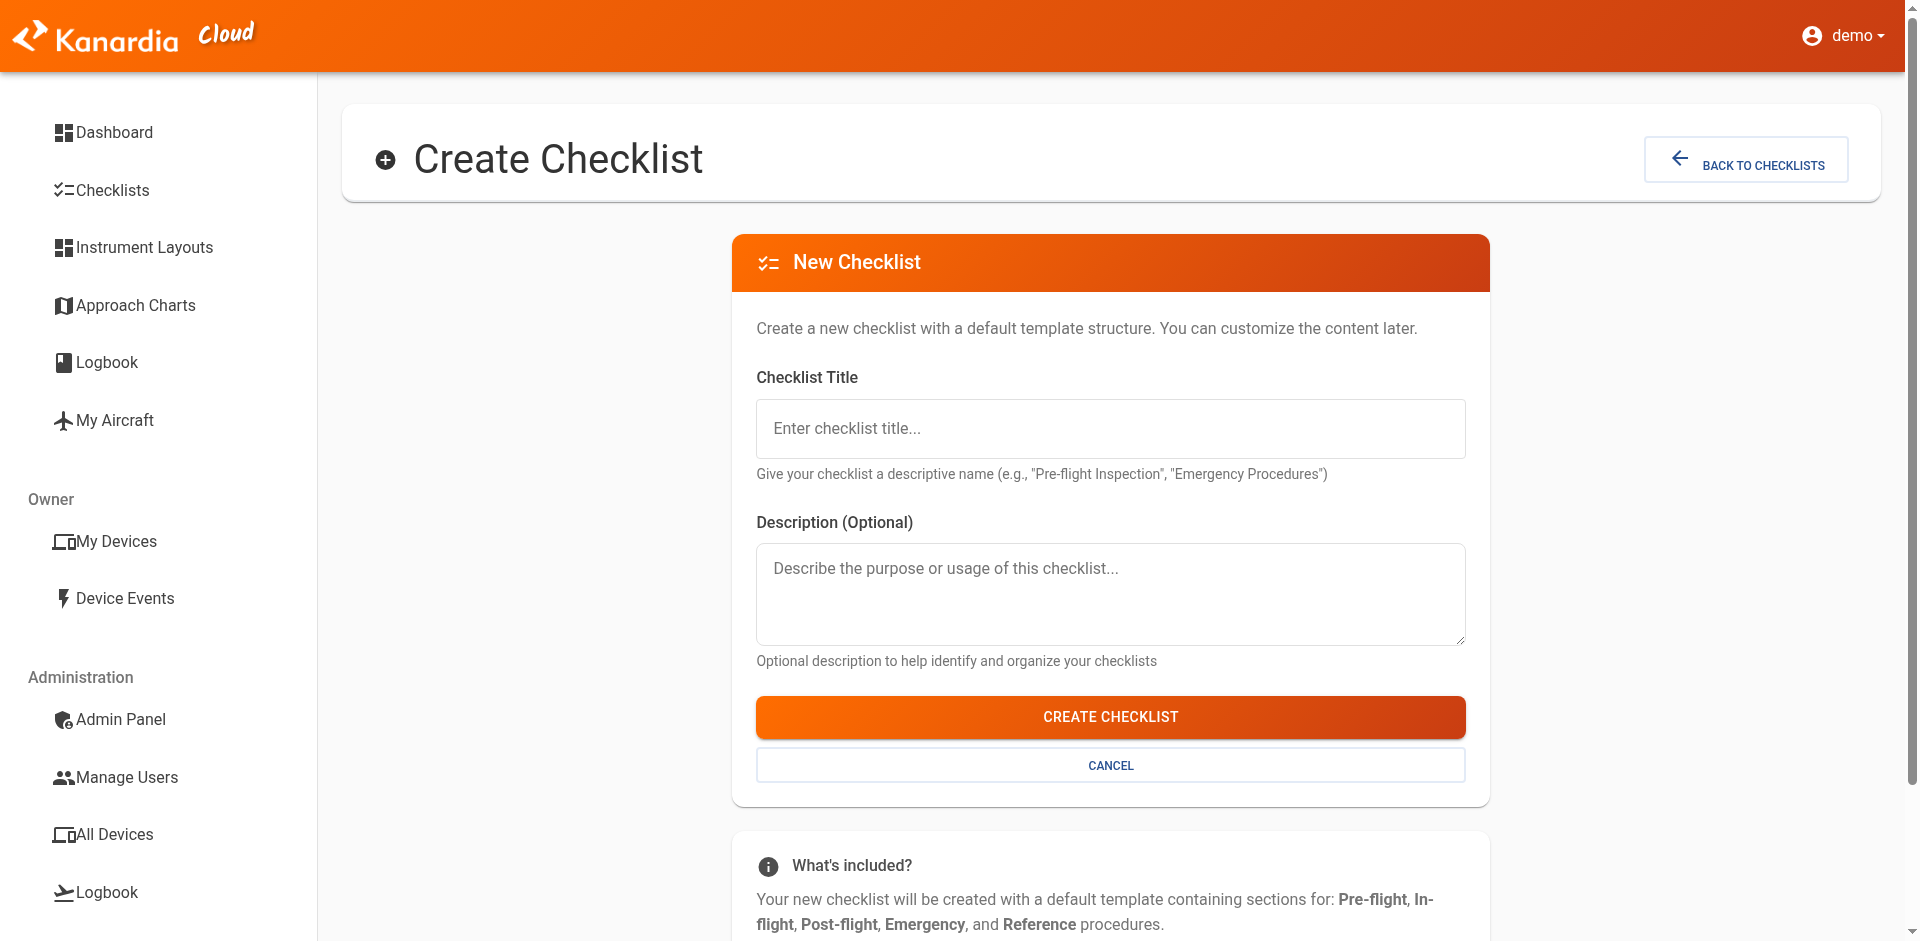 Kanardia Cloud
demo
Dashboard
Checklists
Instrument Layouts
Approach Charts
Logbook
My Aircraft
Owner
My Devices
Device Events
Administration
Admin Panel
Manage Users
All Devices
Logbook
Create Checklist
BACK TO CHECKLISTS
New Checklist
Create a new checklist with a default template structure. You can customize the content later.
Checklist Title
Enter checklist title...
Give your checklist a descriptive name (e.g., "Pre-flight Inspection", "Emergency Procedures")
Description (Optional)
Describe the purpose or usage of this checklist...
Optional description to help identify and organize your checklists
CREATE CHECKLIST
CANCEL
What's included?
Your new checklist will be created with a default template containing sections for: Pre-flight, In-
flight, Post-flight, Emergency, and Reference procedures.